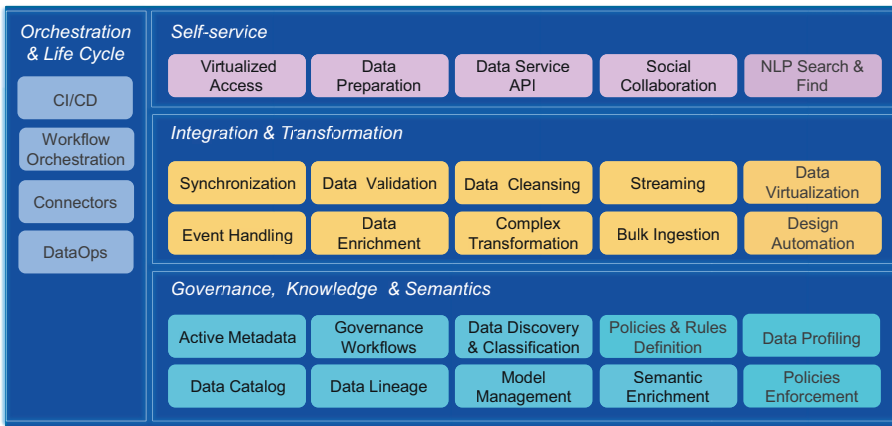 Orchestration
& Life Cycle
CI/CD
Workflow
Orchestration
Connectors
DataOps
Self-service
Virtualized
Access
Data
Preparation
Data Service
API
Social
Collaboration
NLP Search &
Find
Integration & Transformation
Synchronization
Data Validation
Data Cleansing
Streaming
Data
Virtualization
Event Handling
Data
Enrichment
Complex
Transformation
Bulk Ingestion
Design
Automation
Governance, Knowledge & Semantics
Active Metadata
Governance
Workflows
Data Discovery
& Classification
Policies & Rules
Definition
Data Profiling
Data Catalog
Data Lineage
Model
Management
Semantic
Enrichment
Policies
Enforcement